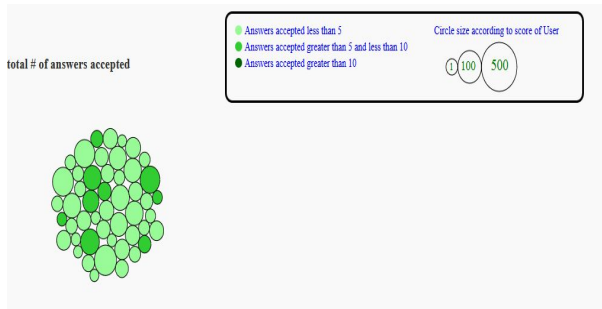 Answers accepted less than 5
Answers accepted greater than 5 and less than 10
Answers accepted greater than 10
Circle size according to score of User
1 100 500
total # of answers accepted